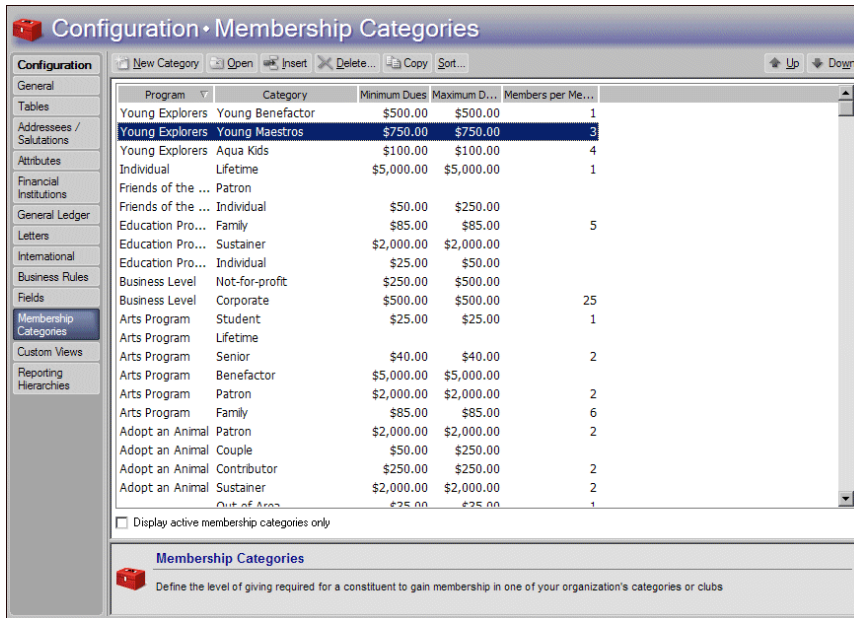 Configuration • Membership Categories
Configuration
General
Tables
Addressees /
Salutations
Attributes
Financial
Institutions
General Ledger
Letters
International
Business Rules
Fields
Membership
Categories
Custom Views
Reporting
Hierarchies
New Category Open Insert Delete... Copy Sort... Up Down
Program Category Minimum Dues Maximum D... Members per Me...
Young Explorers Young Benefactor $500.00 $500.00 1
Young Explorers Young Maestros $750.00 $750.00 3
Young Explorers Aqua Kids $100.00 $100.00 4
Individual Lifetime $5,000.00 $5,000.00 1
Friends of the ... Patron
Friends of the ... Individual $50.00 $250.00
Education Pro... Family $85.00 $85.00 5
Education Pro... Sustainer $2,000.00 $2,000.00
Education Pro... Individual $25.00 $50.00
Business Level Not-for-profit $250.00 $500.00
Business Level Corporate $500.00 $500.00 25
Arts Program Student $25.00 $25.00 1
Arts Program Lifetime
Arts Program Senior $40.00 $40.00 2
Arts Program Benefactor $5,000.00 $5,000.00
Arts Program Patron $2,000.00 $2,000.00 2
Arts Program Family $85.00 $85.00 6
Adopt an Animal Patron $2,000.00 $2,000.00 2
Adopt an Animal Couple $50.00 $250.00
Adopt an Animal Contributor $250.00 $250.00 2
Adopt an Animal Sustainer $2,000.00 $2,000.00 2
Out of Area
Display active membership categories only
Membership Categories
Define the level of giving required for a constituent to gain membership in one of your organization's categories or clubs